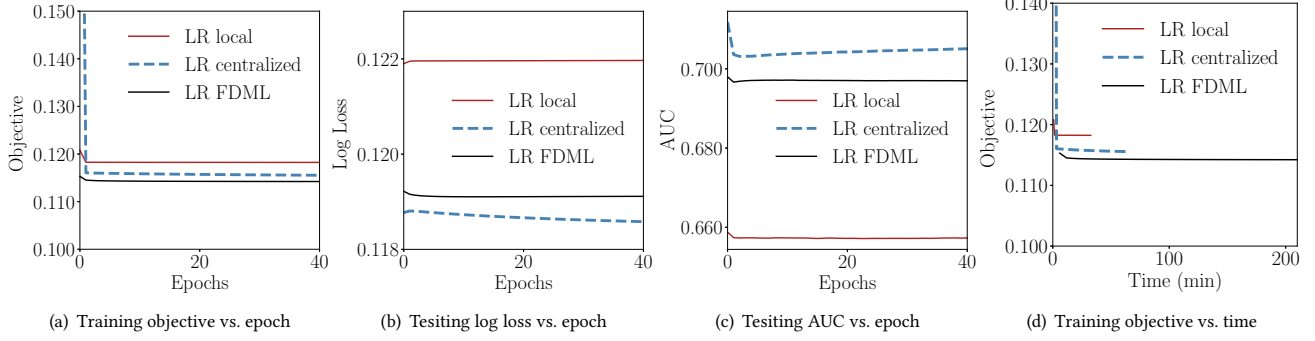 0.150
0.140
0.130
0.120
0.110
0.100
Objective
LR local
LR centralized
LR FDML
0
20
40
Epochs
(a) Training objective vs. epoch
0.122
0.120
0.118
Log Loss
LR local
LR centralized
LR FDML
0
20
40
Epochs
(b) Tesiting log loss vs. epoch
0.700
0.680
0.660
AUC
LR local
LR centralized
LR FDML
0
20
40
Epochs
(c) Tesiting AUC vs. epoch
0.140
0.130
0.120
0.110
0.100
Objective
LR local
LR centralized
LR FDML
0
100
200
Time (min)
(d) Training objective vs. time